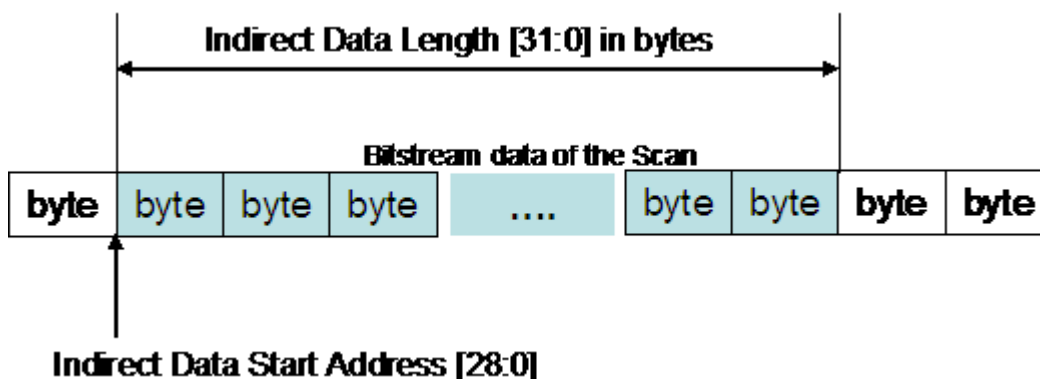 Indirect Data Length [31:0] in bytes
Bitstream data of the Scan
byte byte byte byte .... byte byte byte byte
Indirect Data Start Address [28:0]